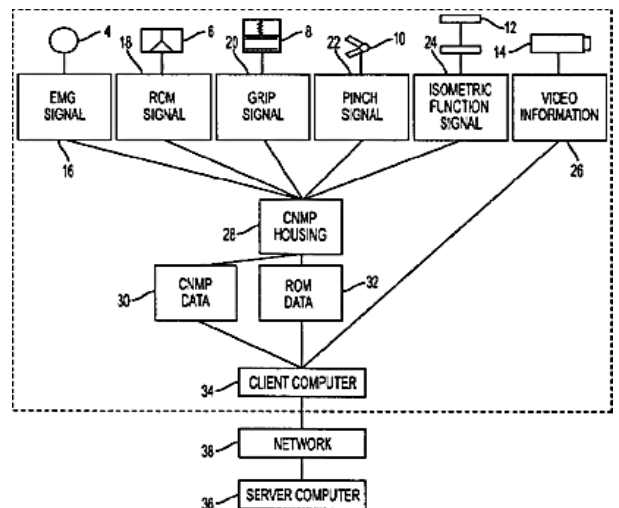 4
18
6
20
8
22
10
24
12
14
EMG
SIGNAL
ROM
SIGNAL
GRIP
SIGNAL
PINCH
SIGNAL
ISOMETRIC
FUNCTION
SIGNAL
VIDEO
INFORMATION
16
26
28
CNMP
HOUSING
30
CNMP
DATA
ROM
DATA
32
34
CLIENT COMPUTER
38
NETWORK
36
SERVER COMPUTER